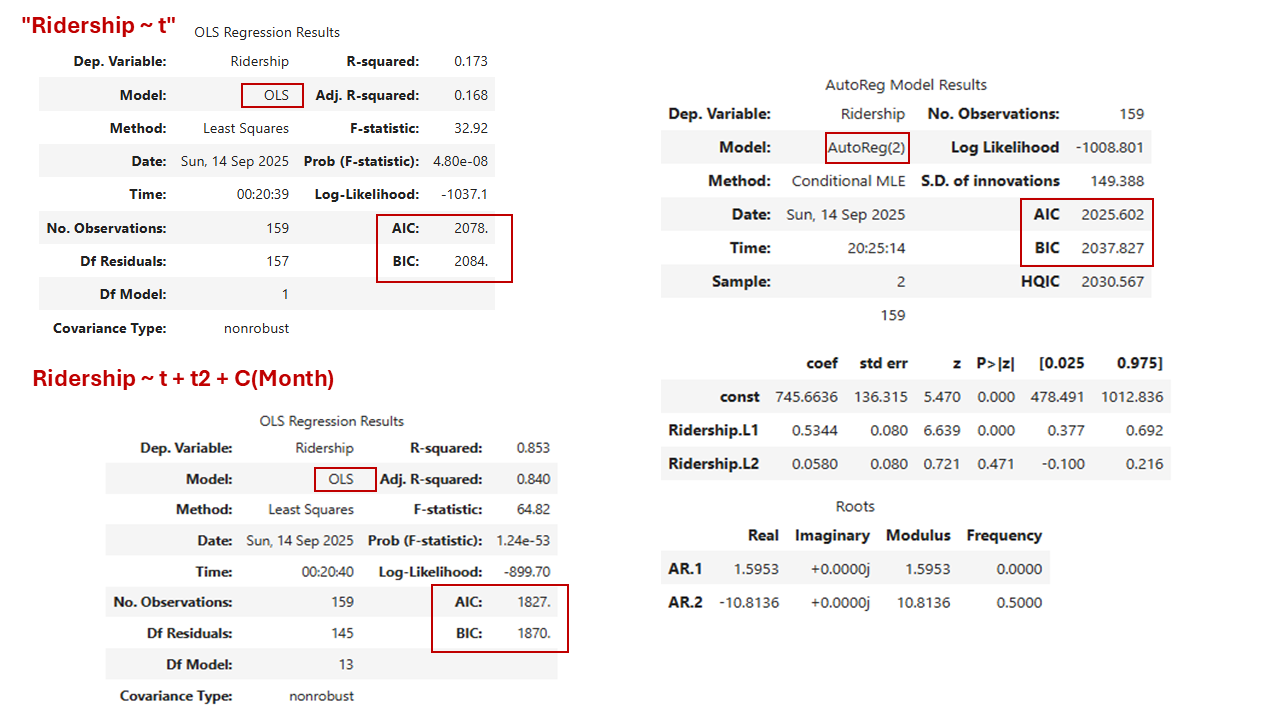 "Ridership ~ t"
OLS Regression Results
Dep. Variable: Ridership R-squared: 0.173
Model: OLS Adj. R-squared: 0.168
Method: Least Squares F-statistic: 32.92
Date: Sun, 14 Sep 2025 Prob (F-statistic): 4.80e-08
Time: 00:20:39 Log-Likelihood: -1037.1
No. Observations: 159 AIC: 2078.
Df Residuals: 157 BIC: 2084.
Df Model: 1
Covariance Type: nonrobust
Ridership ~ t + t2 + C(Month)
OLS Regression Results
Dep. Variable: Ridership R-squared: 0.853
Model: OLS Adj. R-squared: 0.840
Method: Least Squares F-statistic: 64.82
Date: Sun, 14 Sep 2025 Prob (F-statistic): 1.24e-53
Time: 00:20:40 Log-Likelihood: -899.70
No. Observations: 159 AIC: 1827.
Df Residuals: 145 BIC: 1870.
Df Model: 13
Covariance Type: nonrobust
AutoReg Model Results
Dep. Variable: Ridership No. Observations: 159
Model: AutoReg(2) Log Likelihood -1008.801
Method: Conditional MLE S.D. of innovations 149.388
Date: Sun, 14 Sep 2025 AIC 2025.602
Time: 20:25:14 BIC 2037.827
Sample: 2 HQIC 2030.567
159
coef std err z P>|z| [0.025 0.975]
const 745.6636 136.315 5.470 0.000 478.491 1012.836
Ridership.L1 0.5344 0.080 6.639 0.000 0.377 0.692
Ridership.L2 0.0580 0.080 0.721 0.471 -0.100 0.216
Roots
Real Imaginary Modulus Frequency
AR.1 1.5953 +0.0000j 1.5953 0.0000
AR.2 -10.8136 +0.0000j 10.8136 0.5000